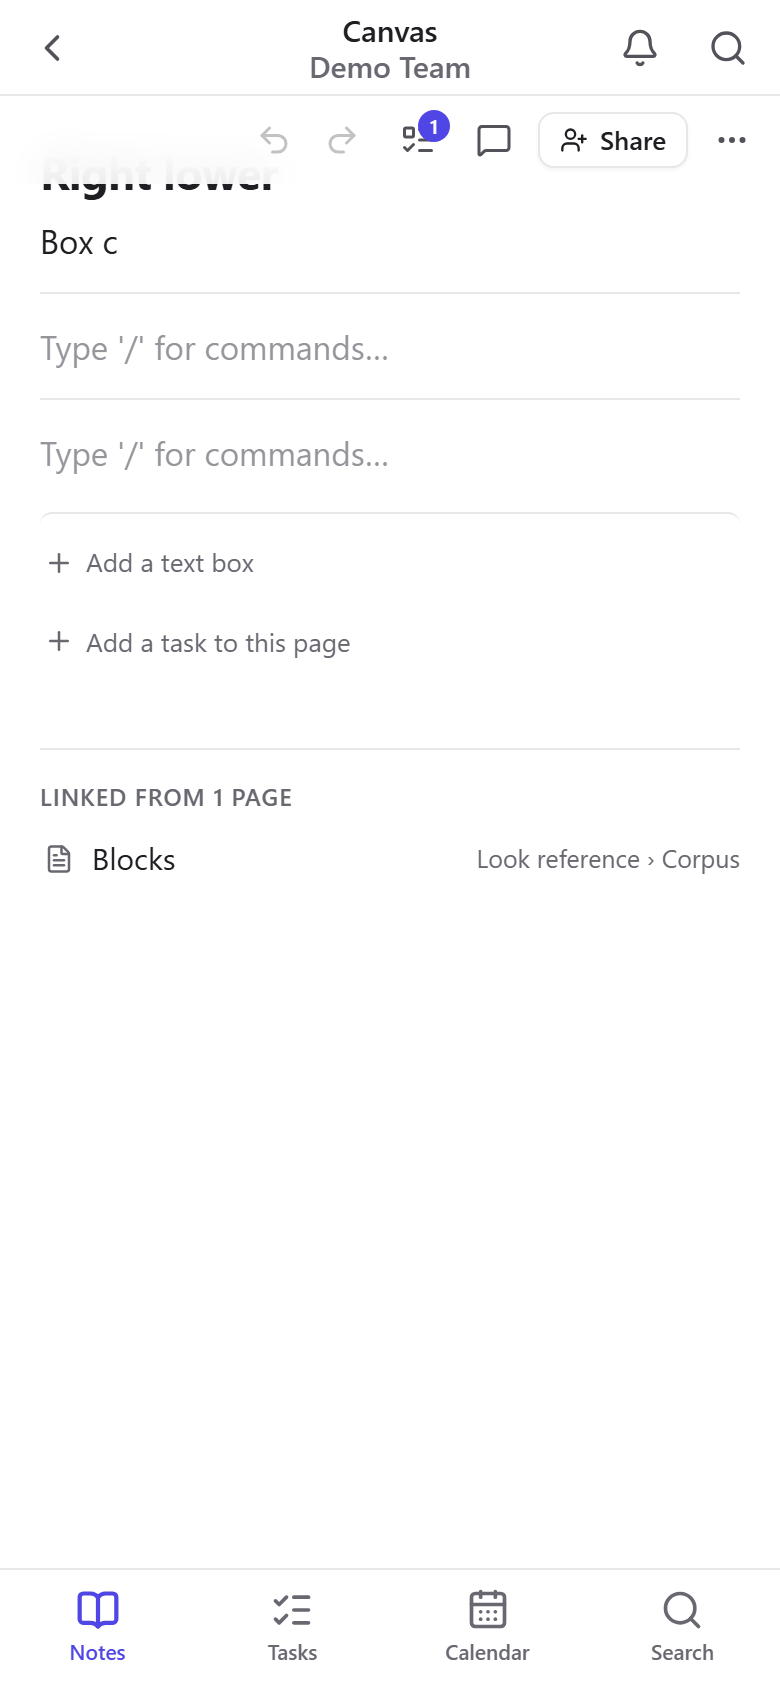 Canvas
Demo Team
1
Share
Right lower
Box c
Type '/' for commands...
Type '/' for commands...
Add a text box
Add a task to this page
LINKED FROM 1 PAGE
Blocks
Look reference › Corpus
Notes
Tasks
Calendar
Search